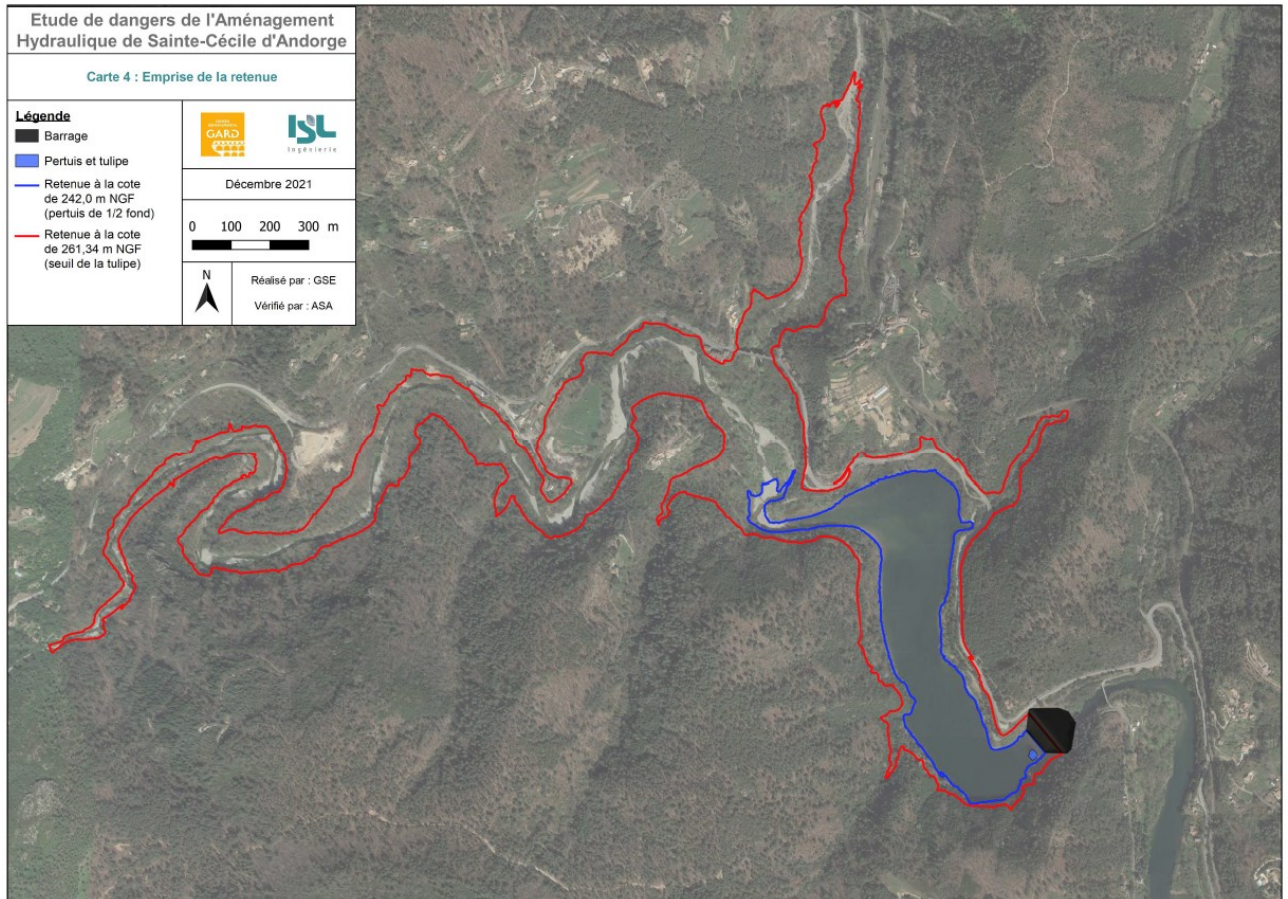 Etude de dangers de l'Aménagement
Hydraulique de Sainte-Cécile d'Andorge
Carte 4 : Emprise de la retenue
Légende
Barrage
Pertuis et tulipe
Retenue à la cote
de 242,0 m NGF
(pertuis de 1/2 fond)
Retenue à la cote
de 261,34 m NGF
(seuil de la tulipe)
GARD
ISL
Ingénierie
Décembre 2021
0 100 200 300 m
N
Réalisé par : GSE
Vérifié par : ASA